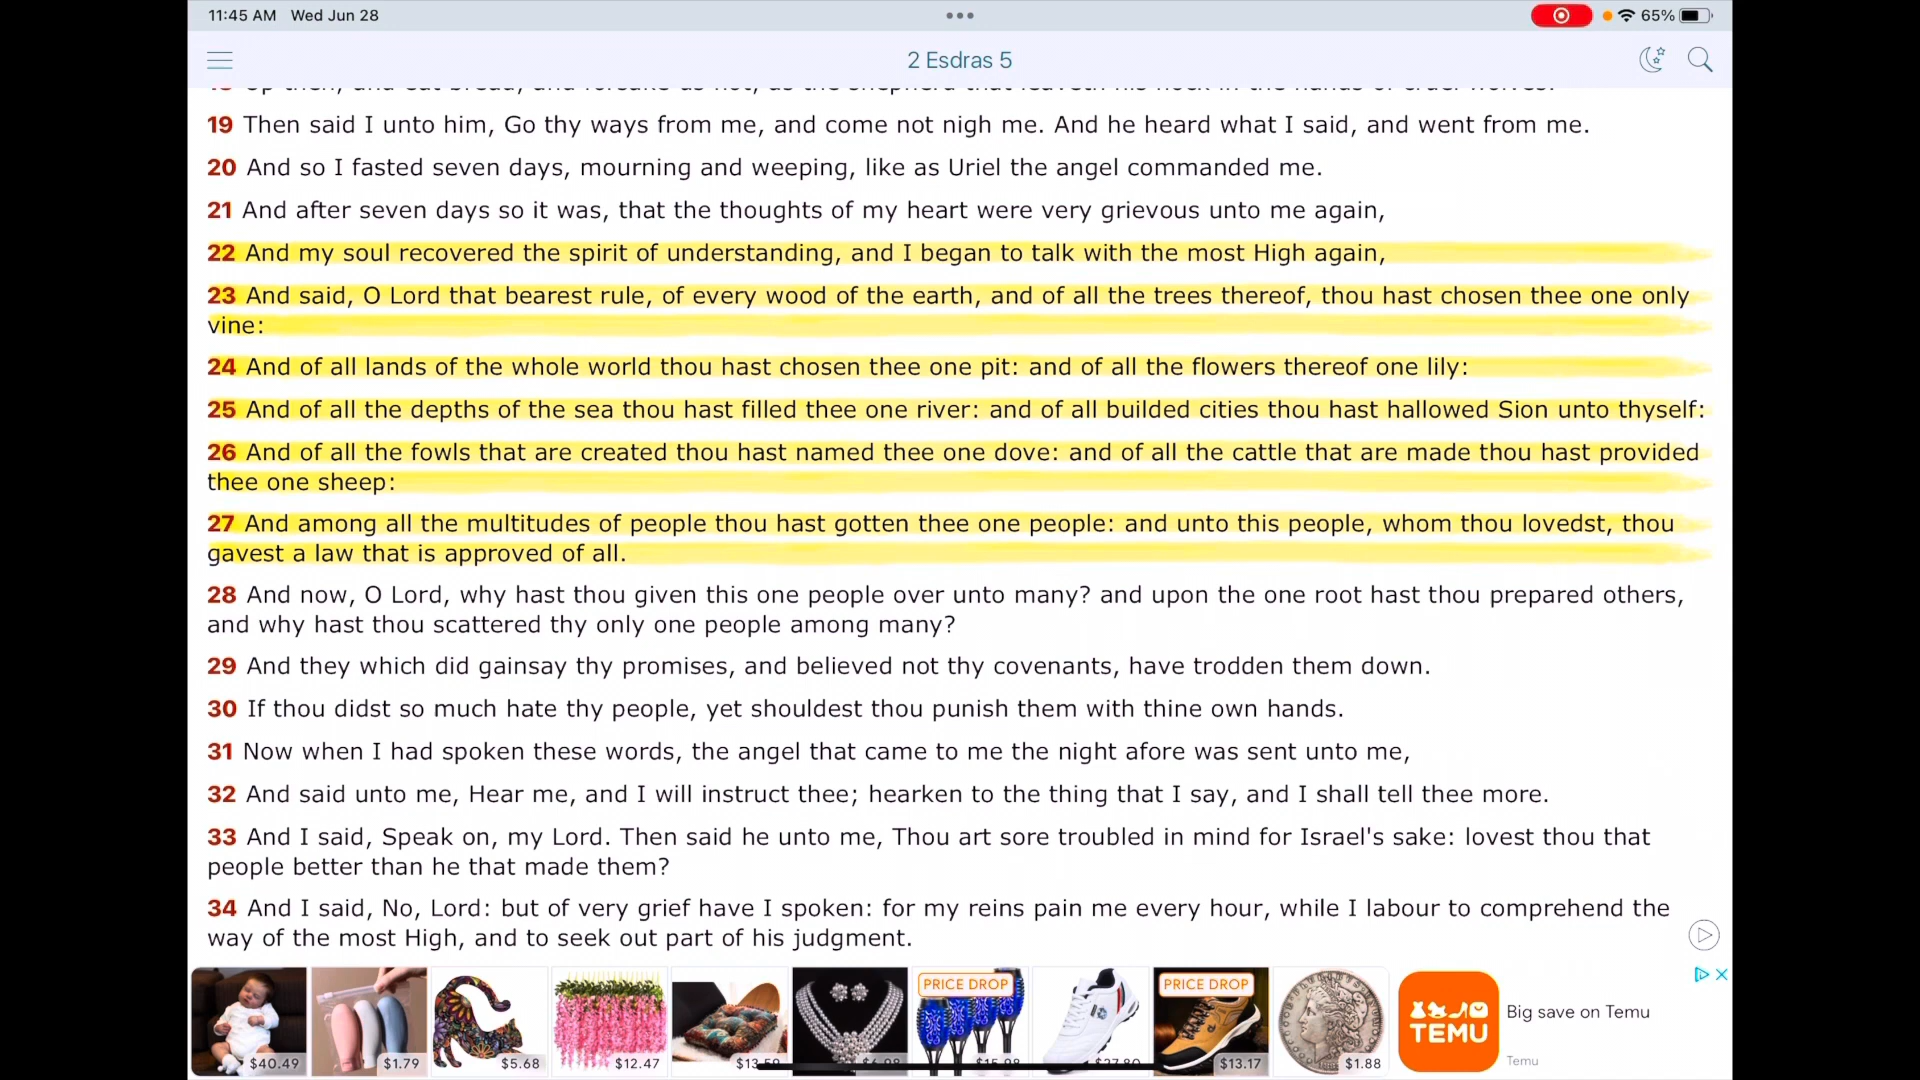 11:45 AM Wed Jun 28
65%
2 Esdras 5
19 Then said I unto him, Go thy ways from me, and come not nigh me. And he heard what I said, and went from me.
20 And so I fasted seven days, mourning and weeping, like as Uriel the angel commanded me.
21 And after seven days so it was, that the thoughts of my heart were very grievous unto me again,
22 And my soul recovered the spirit of understanding, and I began to talk with the most High again,
23 And said, O Lord that bearest rule, of every wood of the earth, and of all the trees thereof, thou hast chosen thee one only
vine:
24 And of all lands of the whole world thou hast chosen thee one pit: and of all the flowers thereof one lily:
25 And of all the depths of the sea thou hast filled thee one river: and of all builded cities thou hast hallowed Sion unto thyself:
26 And of all the fowls that are created thou hast named thee one dove: and of all the cattle that are made thou hast provided
thee one sheep:
27 And among all the multitudes of people thou hast gotten thee one people: and unto this people, whom thou lovedst, thou
gavest a law that is approved of all.
28 And now, O Lord, why hast thou given this one people over unto many? and upon the one root hast thou prepared others,
and why hast thou scattered thy only one people among many?
29 And they which did gainsay thy promises, and believed not thy covenants, have trodden them down.
30 If thou didst so much hate thy people, yet shouldest thou punish them with thine own hands.
31 Now when I had spoken these words, the angel that came to me the night afore was sent unto me,
32 And said unto me, Hear me, and I will instruct thee; hearken to the thing that I say, and I shall tell thee more.
33 And I said, Speak on, my Lord. Then said he unto me, Thou art sore troubled in mind for Israel's sake: lovest thou that
people better than he that made them?
34 And I said, No, Lord: but of very grief have I spoken: for my reins pain me every hour, while I labour to comprehend the
way of the most High, and to seek out part of his judgment.
PRICE DROP PRICE DROP
TEMU
Big save on Temu
$40.49 $1.79 $5.68 $12.47 $13.17 $1.88
Temu